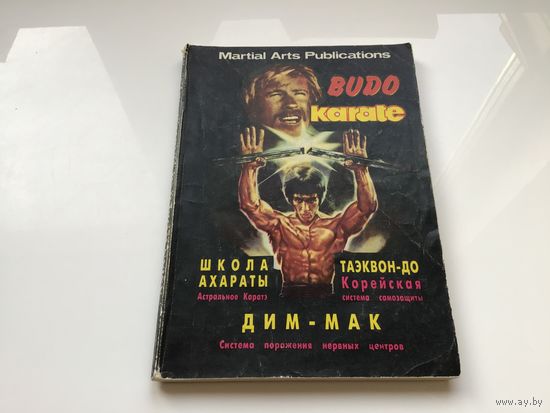 Martial Arts Publications
BUDO
karate
ШКОЛА
АХАРАТЫ
Астральное Каратэ
ТАЭКВОН-ДО
Корейская
система самозащиты
ДИМ-МАК
Система поражения нервных центров
www.ay.by